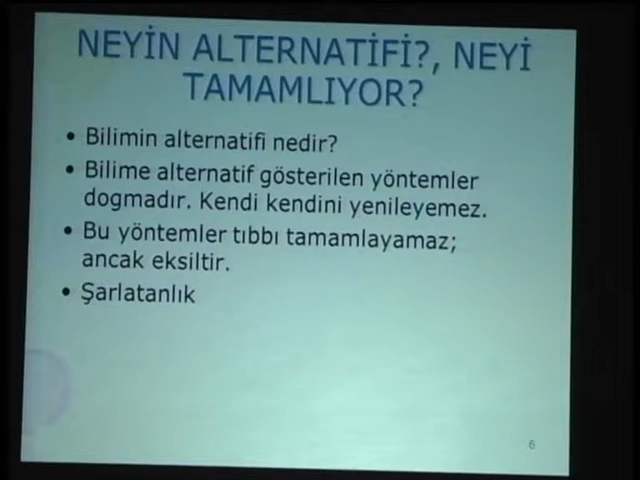 NEYİN ALTERNATİFİ?, NEYİ
TAMAMLIYOR?
• Bilimin alternatifi nedir?
• Bilime alternatif gösterilen yöntemler
dogmadır. Kendi kendini yenileyemez.
• Bu yöntemler tıbbı tamamlayamaz;
ancak eksiltir.
• Şarlatanlık
6